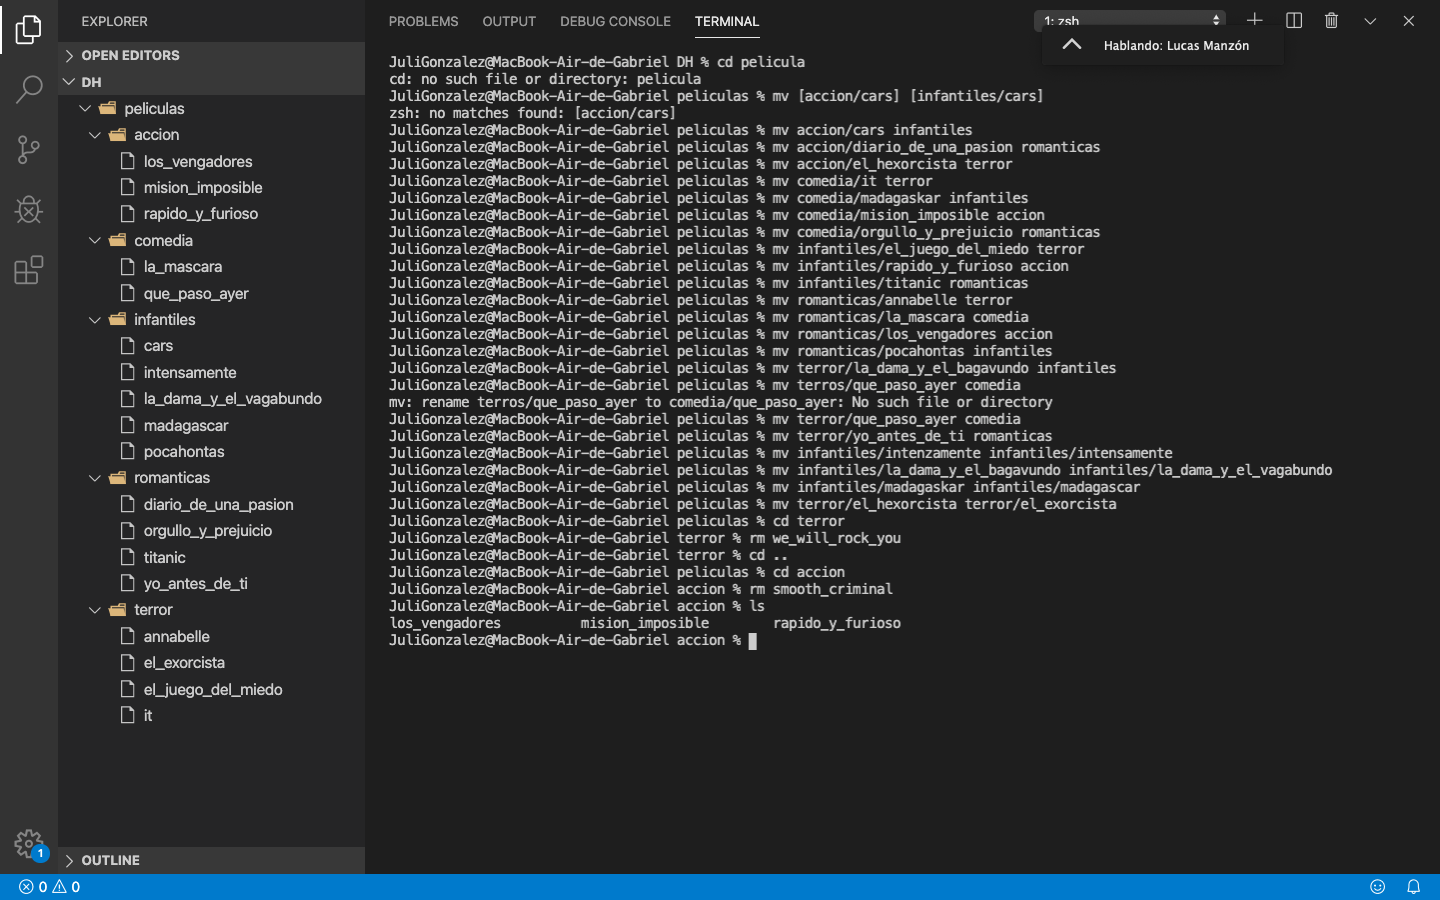 EXPLORER
OPEN EDITORS
DH
peliculas
accion
los_vengadores
mision_imposible
rapido_y_furioso
comedia
la_mascara
que_paso_ayer
infantiles
cars
intensamente
la_dama_y_el_vagabundo
madagascar
pocahontas
romanticas
diario_de_una_pasion
orgullo_y_prejuicio
titanic
yo_antes_de_ti
terror
annabelle
el_exorcista
el_juego_del_miedo
it
OUTLINE
1
PROBLEMS OUTPUT DEBUG CONSOLE TERMINAL
1: zsh
Hablando: Lucas Manzón
JuliGonzalez@MacBook-Air-de-Gabriel DH % cd pelicula
cd: no such file or directory: pelicula
JuliGonzalez@MacBook-Air-de-Gabriel peliculas % mv [accion/cars] [infantiles/cars]
zsh: no matches found: [accion/cars]
JuliGonzalez@MacBook-Air-de-Gabriel peliculas % mv accion/cars infantiles
JuliGonzalez@MacBook-Air-de-Gabriel peliculas % mv accion/diario_de_una_pasion romanticas
JuliGonzalez@MacBook-Air-de-Gabriel peliculas % mv accion/el_hexorcista terror
JuliGonzalez@MacBook-Air-de-Gabriel peliculas % mv comedia/it terror
JuliGonzalez@MacBook-Air-de-Gabriel peliculas % mv comedia/madagaskar infantiles
JuliGonzalez@MacBook-Air-de-Gabriel peliculas % mv comedia/mision_imposible accion
JuliGonzalez@MacBook-Air-de-Gabriel peliculas % mv comedia/orgullo_y_prejuicio romanticas
JuliGonzalez@MacBook-Air-de-Gabriel peliculas % mv infantiles/el_juego_del_miedo terror
JuliGonzalez@MacBook-Air-de-Gabriel peliculas % mv infantiles/rapido_y_furioso accion
JuliGonzalez@MacBook-Air-de-Gabriel peliculas % mv infantiles/titanic romanticas
JuliGonzalez@MacBook-Air-de-Gabriel peliculas % mv romanticas/annabelle terror
JuliGonzalez@MacBook-Air-de-Gabriel peliculas % mv romanticas/la_mascara comedia
JuliGonzalez@MacBook-Air-de-Gabriel peliculas % mv romanticas/los_vengadores accion
JuliGonzalez@MacBook-Air-de-Gabriel peliculas % mv romanticas/pocahontas infantiles
JuliGonzalez@MacBook-Air-de-Gabriel peliculas % mv terror/la_dama_y_el_bagavundo infantiles
JuliGonzalez@MacBook-Air-de-Gabriel peliculas % mv terros/que_paso_ayer comedia
mv: rename terros/que_paso_ayer to comedia/que_paso_ayer: No such file or directory
JuliGonzalez@MacBook-Air-de-Gabriel peliculas % mv terror/que_paso_ayer comedia
JuliGonzalez@MacBook-Air-de-Gabriel peliculas % mv terror/yo_antes_de_ti romanticas
JuliGonzalez@MacBook-Air-de-Gabriel peliculas % mv infantiles/intenzamente infantiles/intensamente
JuliGonzalez@MacBook-Air-de-Gabriel peliculas % mv infantiles/la_dama_y_el_bagavundo infantiles/la_dama_y_el_vagabundo
JuliGonzalez@MacBook-Air-de-Gabriel peliculas % mv infantiles/madagaskar infantiles/madagascar
JuliGonzalez@MacBook-Air-de-Gabriel peliculas % mv terror/el_hexorcista terror/el_exorcista
JuliGonzalez@MacBook-Air-de-Gabriel peliculas % cd terror
JuliGonzalez@MacBook-Air-de-Gabriel terror % rm we_will_rock_you
JuliGonzalez@MacBook-Air-de-Gabriel terror % cd ..
JuliGonzalez@MacBook-Air-de-Gabriel peliculas % cd accion
JuliGonzalez@MacBook-Air-de-Gabriel accion % rm smooth_criminal
JuliGonzalez@MacBook-Air-de-Gabriel accion % ls
los_vengadores mision_imposible rapido_y_furioso
JuliGonzalez@MacBook-Air-de-Gabriel accion %
0 0